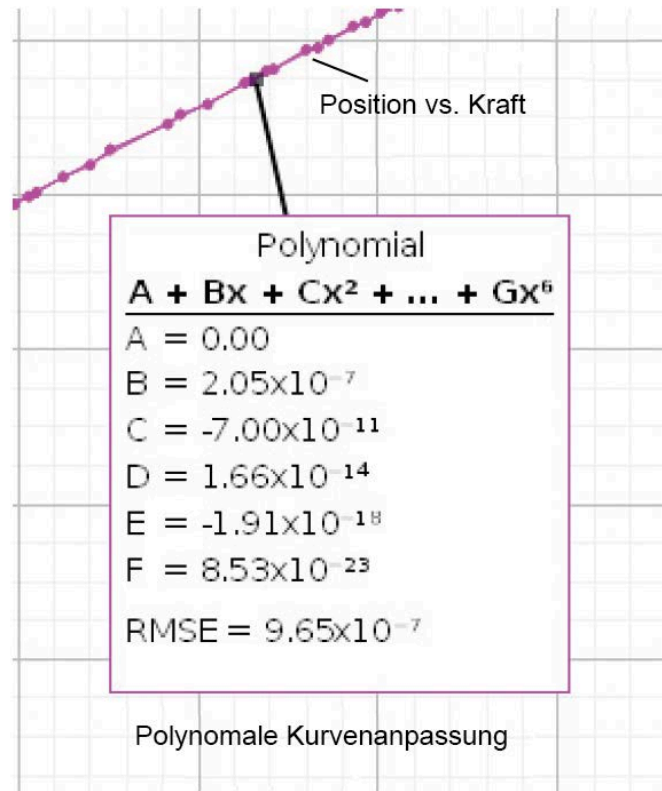 Position vs. Kraft
Polynomial
A + Bx + Cx² + ... + Gx⁶
A = 0.00
B = 2.05x10⁻⁷
C = -7.00x10⁻¹¹
D = 1.66x10⁻¹⁴
E = -1.91x10⁻¹⁸
F = 8.53x10⁻²³
RMSE = 9.65x10⁻⁷
Polynomale Kurvenanpassung